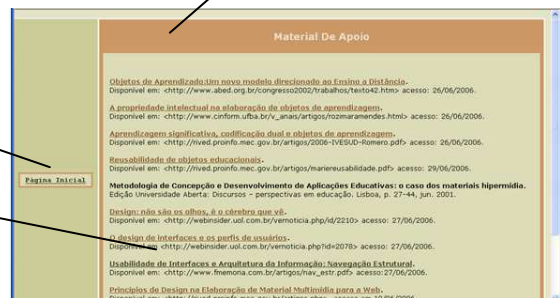 Material De Apoio
Objetos de Aprendizado:Um novo modelo direcionado ao Ensino a Distância.
Disponível em: <http://www.abed.org.br/congresso2002/trabalhos/texto42.htm> acesso: 26/06/2006.
A propriedade intelectual na elaboração de objetos de aprendizagem.
Disponível em: <http://www.cinform.ufba.br/v_anais/artigos/rozimaramendes.html> acesso: 26/06/2006.
Aprendizagem significativa, codificação dual e objetos de aprendizagem.
Disponível em: <http://rived.proinfo.mec.gov.br/artigos/2006-IVESUD-Romero.pdf> acesso: 26/06/2006.
Reusabilidade de objetos educacionais.
Disponível em: <http://rived.proinfo.mec.gov.br/artigos/mariereusabilidade.pdf> acesso: 29/06/2006.
Página Inicial
Metodologia de Concepção e Desenvolvimento de Aplicações Educativas: o caso dos materiais hipermídia.
Edição Universidade Aberta: Discursos - perspectivas em educação. Lisboa, p. 27-44, jun. 2001.
Design: não são os olhos, é o cérebro que vê.
Disponível em: <http://webinsider.uol.com.br/vernoticia.php/id/2210> acesso: 27/06/2006.
O design de interfaces e os perfis de usuários.
Disponível em <http://webinsider.uol.com.br/vernoticia.php?id=2070> acesso: 27/06/2006.
Usabilidade de Interfaces e Arquitetura da Informação: Navegação Estrutural.
Disponível em: <http://www.fnemoria.com.br/artigos/nav_estr.pdf> acesso:27/06/2006.
Princípios de Design na Elaboração de Material Multimídia para a Web.